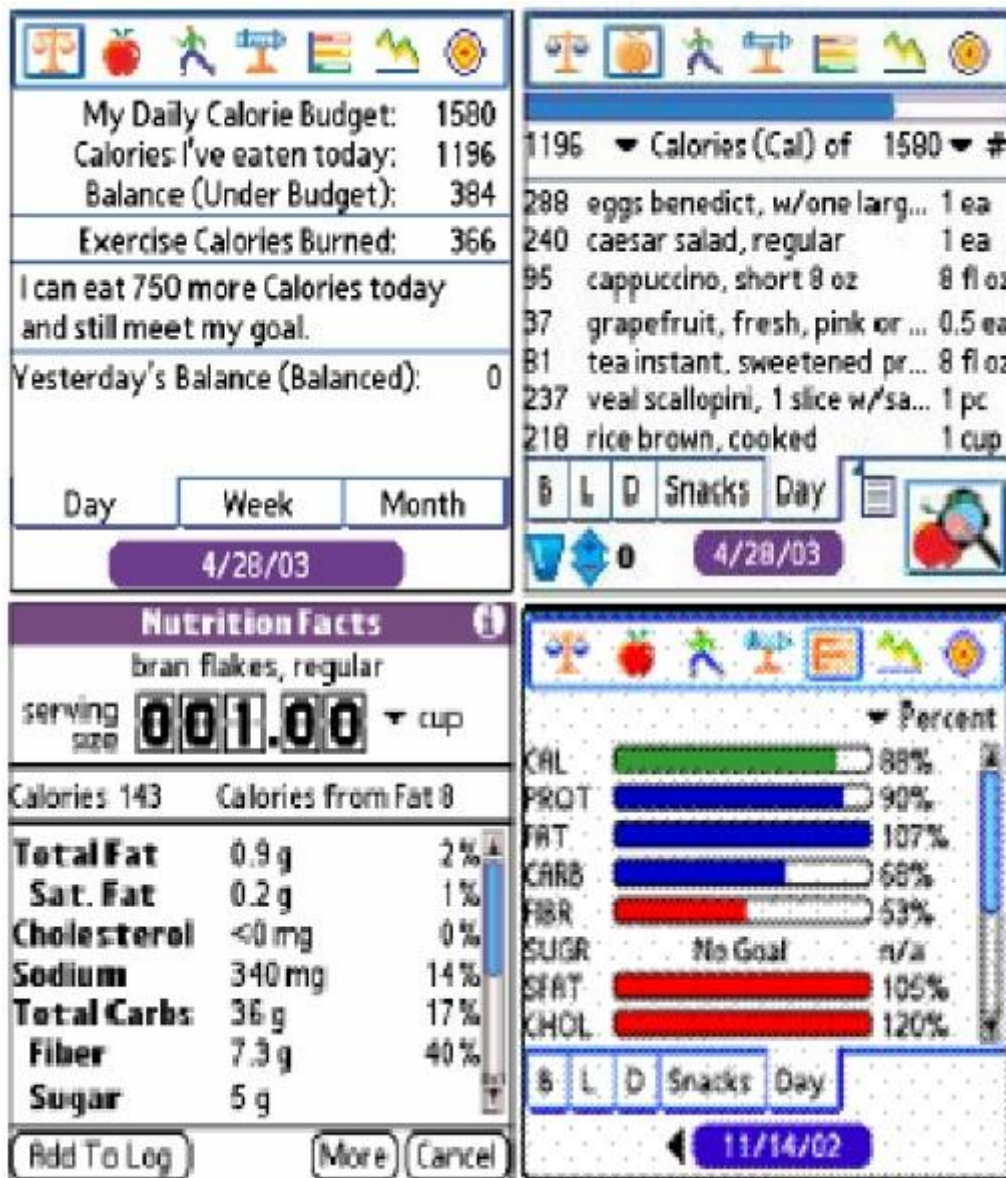 My Daily Calorie Budget: 1580
Calories I've eaten today: 1196
Balance (Under Budget): 384
Exercise Calories Burned: 366
I can eat 750 more Calories today
and still meet my goal.
Yesterday's Balance (Balanced): 0
Day Week Month
4/28/03
1196 Calories (Cal) of 1580 #
288 eggs benedict, w/one larg... 1 ea
240 caesar salad, regular 1 ea
95 cappuccino, short 8 oz 8 fl oz
37 grapefruit, fresh, pink or ... 0.5 ea
81 tea instant, sweetened pr... 8 fl oz
237 veal scallopini, 1 slice w/sa... 1 pc
218 rice brown, cooked 1 cup
B L D Snacks Day
0 4/28/03
Nutrition Facts i
bran flakes, regular
serving size 001.00 cup
Calories 143 Calories from Fat 8
Total Fat 0.9 g 2%
Sat. Fat 0.2 g 1%
Cholesterol <0 mg 0%
Sodium 340 mg 14%
Total Carbs 36 g 17%
Fiber 7.3 g 40%
Sugar 5 g
Add To Log More Cancel
Percent
CAL 88%
PROT 90%
FAT 107%
CARB 68%
FIBR 53%
SUGR No Goal n/a
SFAT 105%
CHOL 120%
B L D Snacks Day
11/14/02